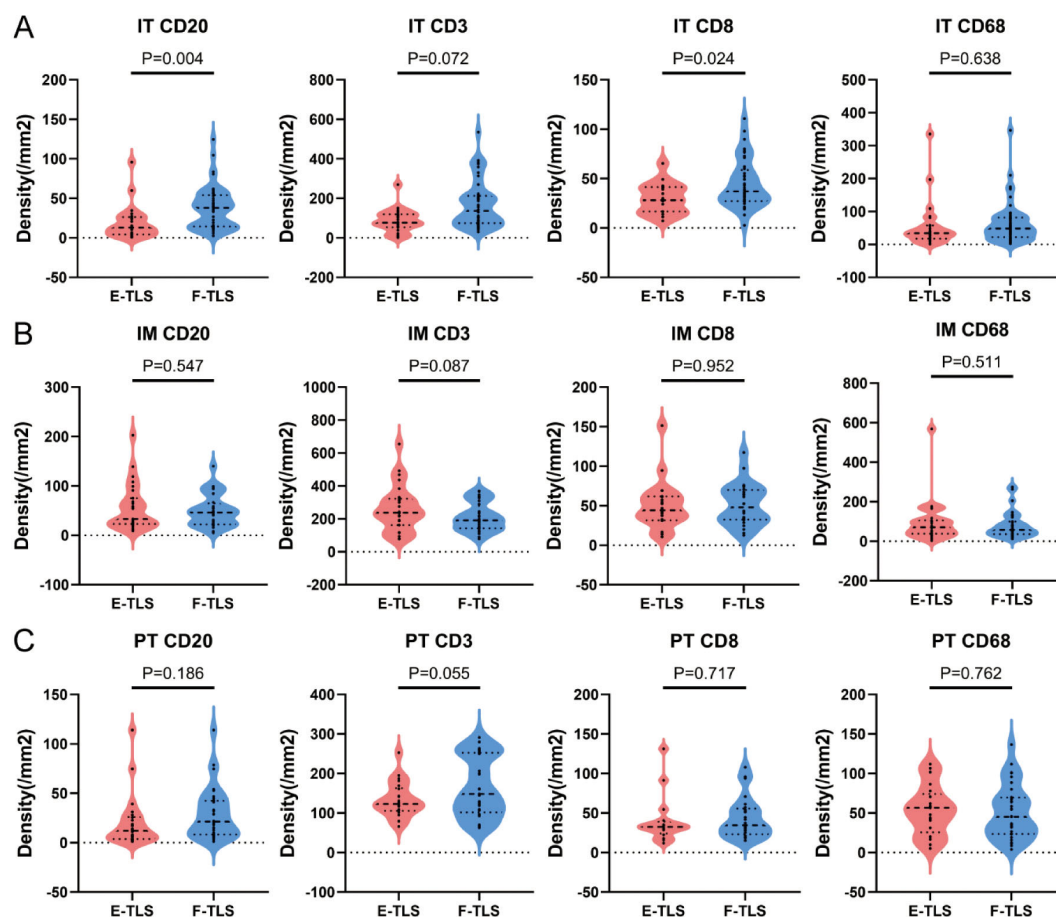 A
IT CD20
P=0.004
Density(/mm2)
200
150
100
50
0
-50
E-TLS
F-TLS
IT CD3
P=0.072
Density(/mm2)
800
600
400
200
0
-200
E-TLS
F-TLS
IT CD8
P=0.024
Density(/mm2)
150
100
50
0
-50
E-TLS
F-TLS
IT CD68
P=0.638
Density(/mm2)
500
400
300
200
100
0
-100
E-TLS
F-TLS
B
IM CD20
P=0.547
Density(/mm2)
300
200
100
0
-100
E-TLS
F-TLS
IM CD3
P=0.087
Density(/mm2)
1000
800
600
400
200
0
-200
E-TLS
F-TLS
IM CD8
P=0.952
Density(/mm2)
200
150
100
50
0
-50
E-TLS
F-TLS
IM CD68
P=0.511
Density(/mm2)
800
600
400
200
0
-200
E-TLS
F-TLS
C
PT CD20
P=0.186
Density(/mm2)
150
100
50
0
-50
E-TLS
F-TLS
PT CD3
P=0.055
Density(/mm2)
400
300
200
100
0
-100
E-TLS
F-TLS
PT CD8
P=0.717
Density(/mm2)
200
150
100
50
0
-50
E-TLS
F-TLS
PT CD68
P=0.762
Density(/mm2)
200
150
100
50
0
-50
E-TLS
F-TLS